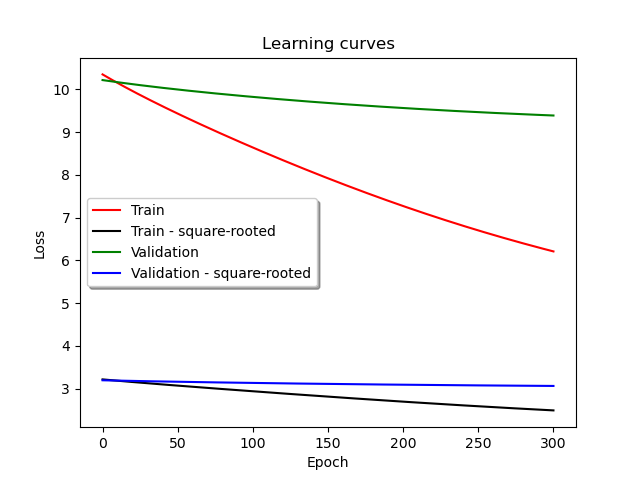 Learning curves
Loss
10
9
8
7
6
5
4
3
Train
Train - square-rooted
Validation
Validation - square-rooted
0 50 100 150 200 250 300
Epoch